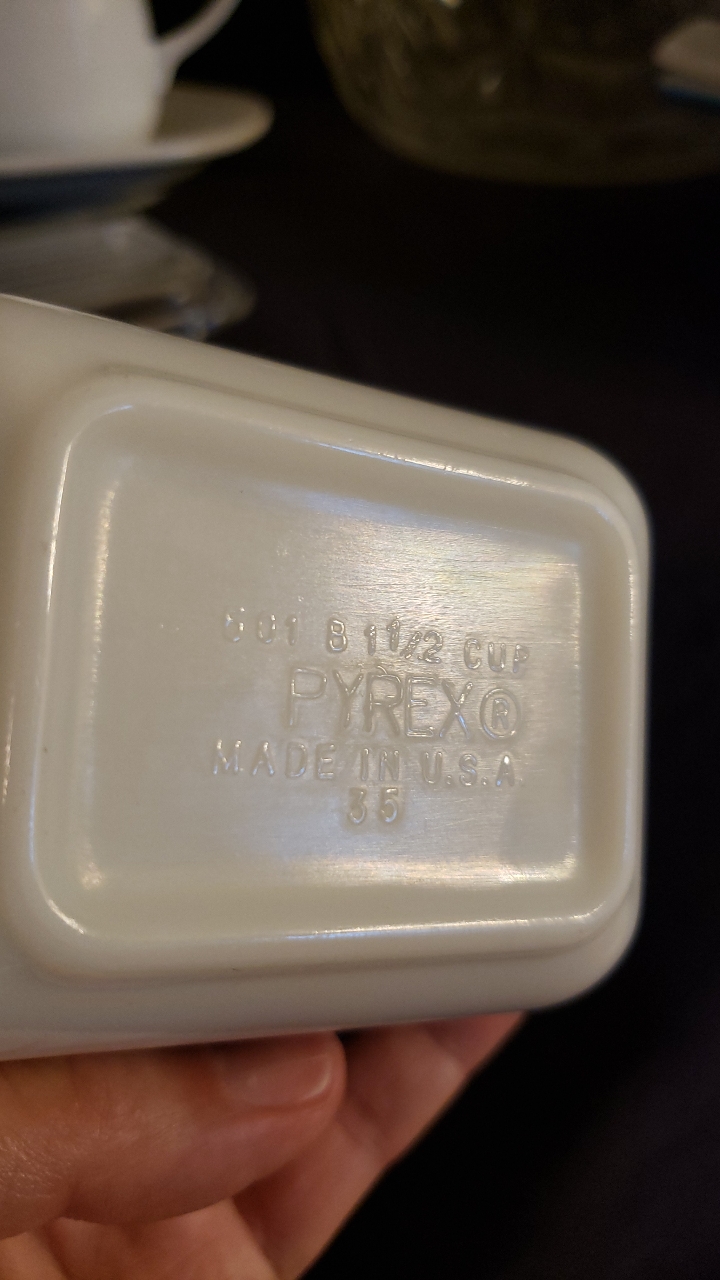 501 B 1 1/2 CUP
PYREX®
MADE IN U.S.A.
35